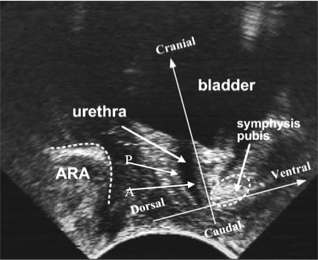 Cranial
bladder
urethra
symphysis
pubis
P
Ventral
ARA
A
Dorsal
Caudal